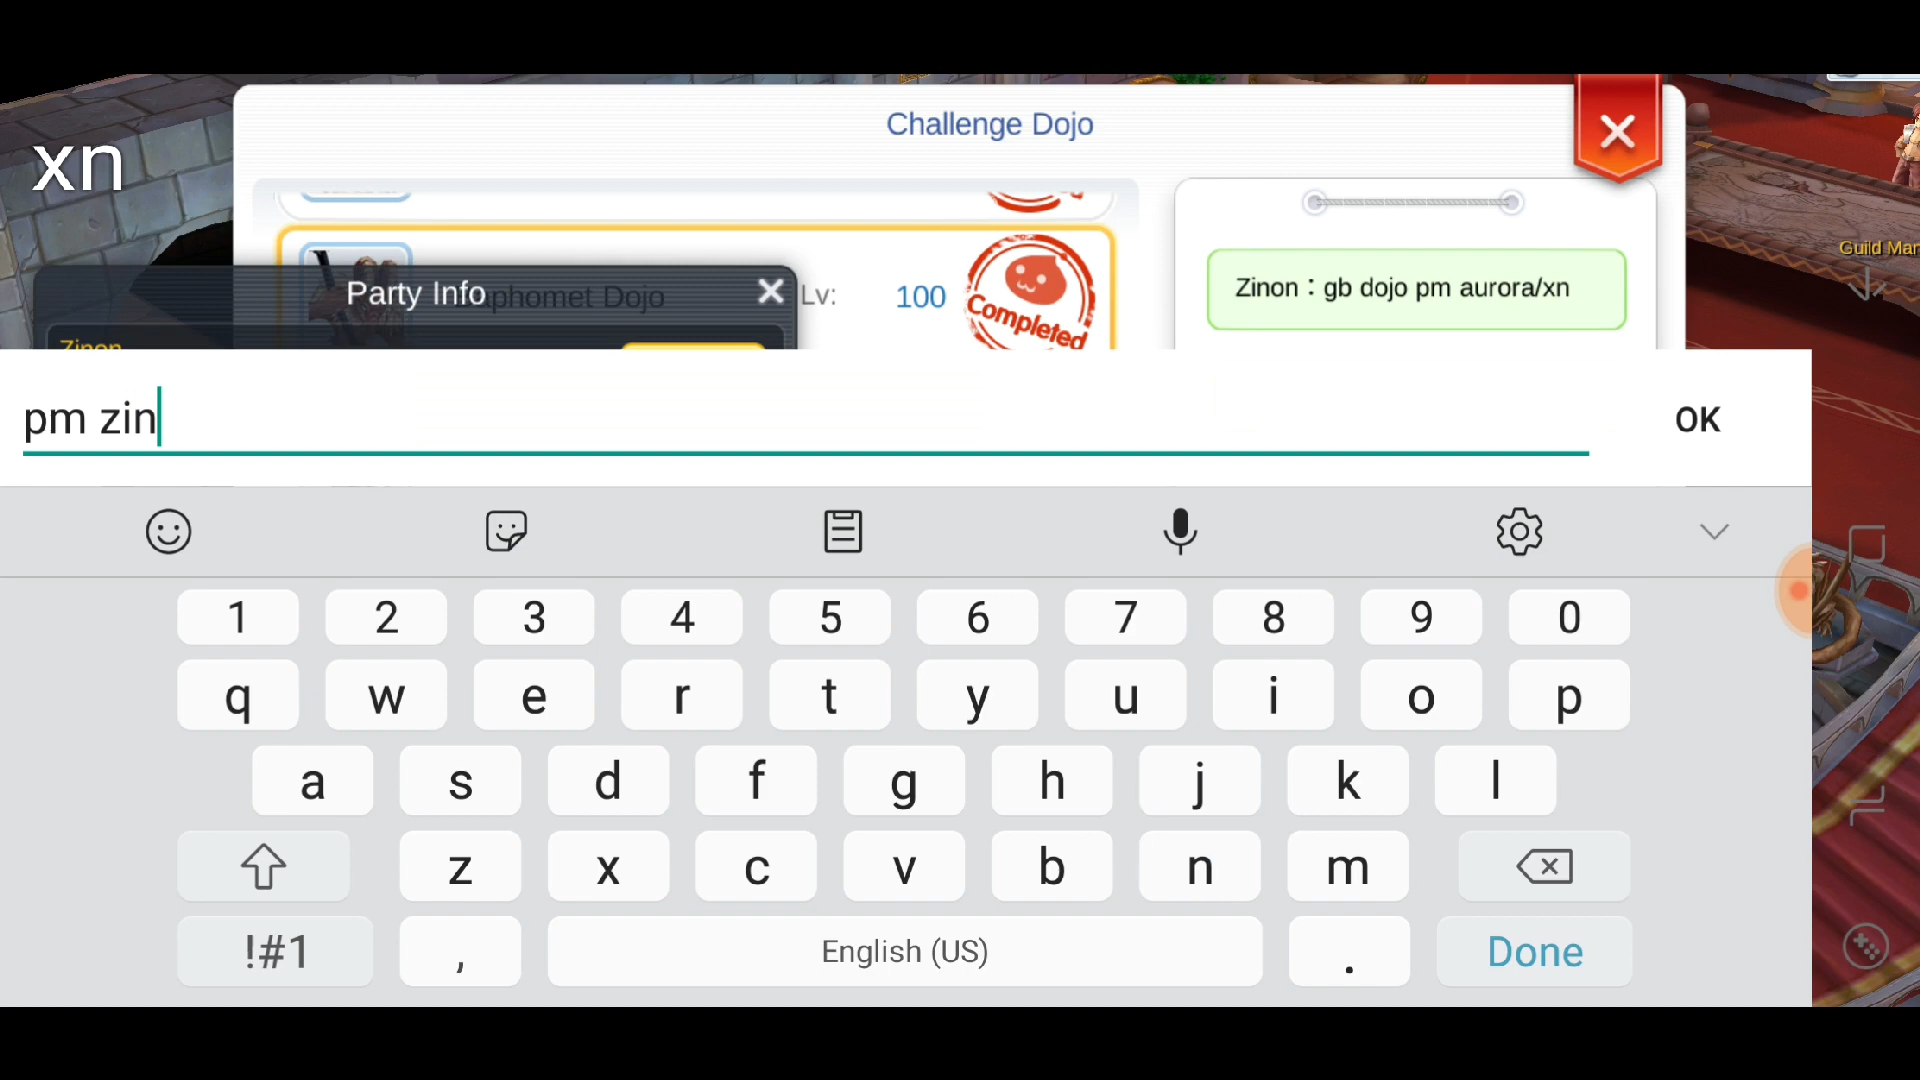 Challenge Dojo
xn
Party Info
phomet Dojo
Lv:
100
Completed
Zinon：gb dojo pm aurora/xn
Guild Mar
Zinon
pm zin
OK
1 2 3 4 5 6 7 8 9 0
q w e r t y u i o p
a s d f g h j k l
z x c v b n m
!#1 , English (US) . Done